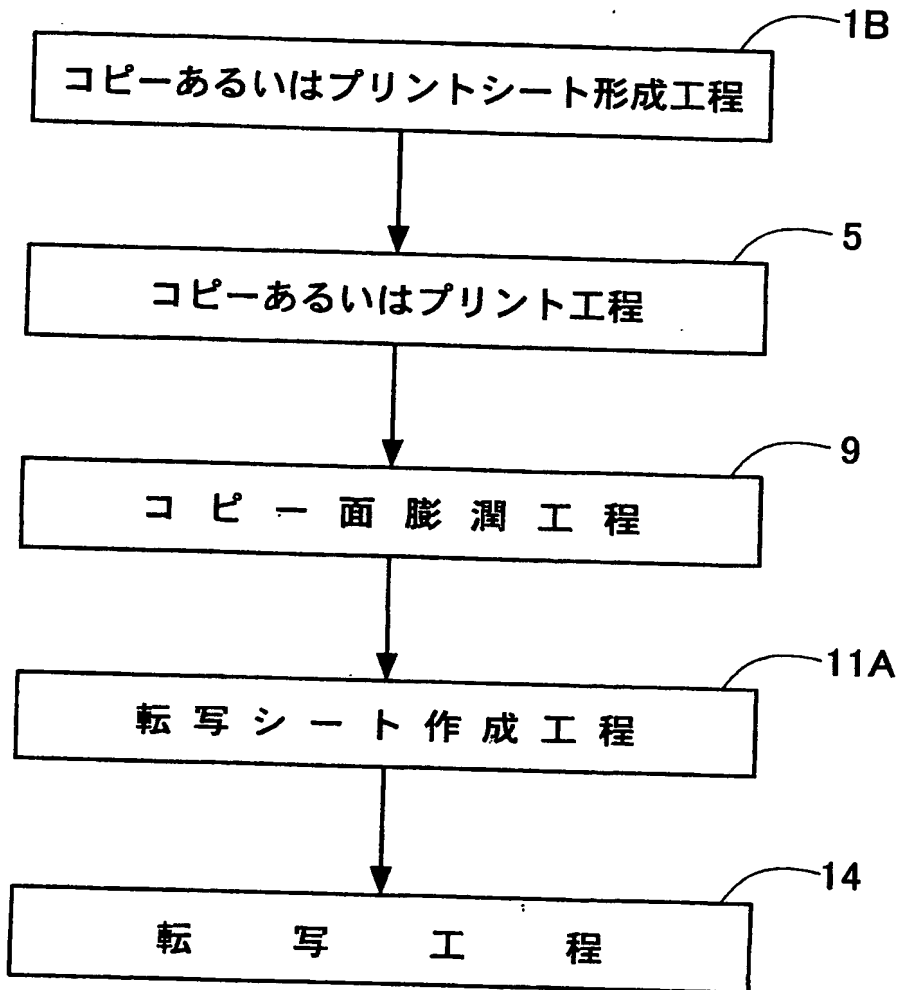 1B
コピーあるいはプリントシート形成工程
5
コピーあるいはプリント工程
9
コピー面膨潤工程
11A
転写シート作成工程
14
転写工程